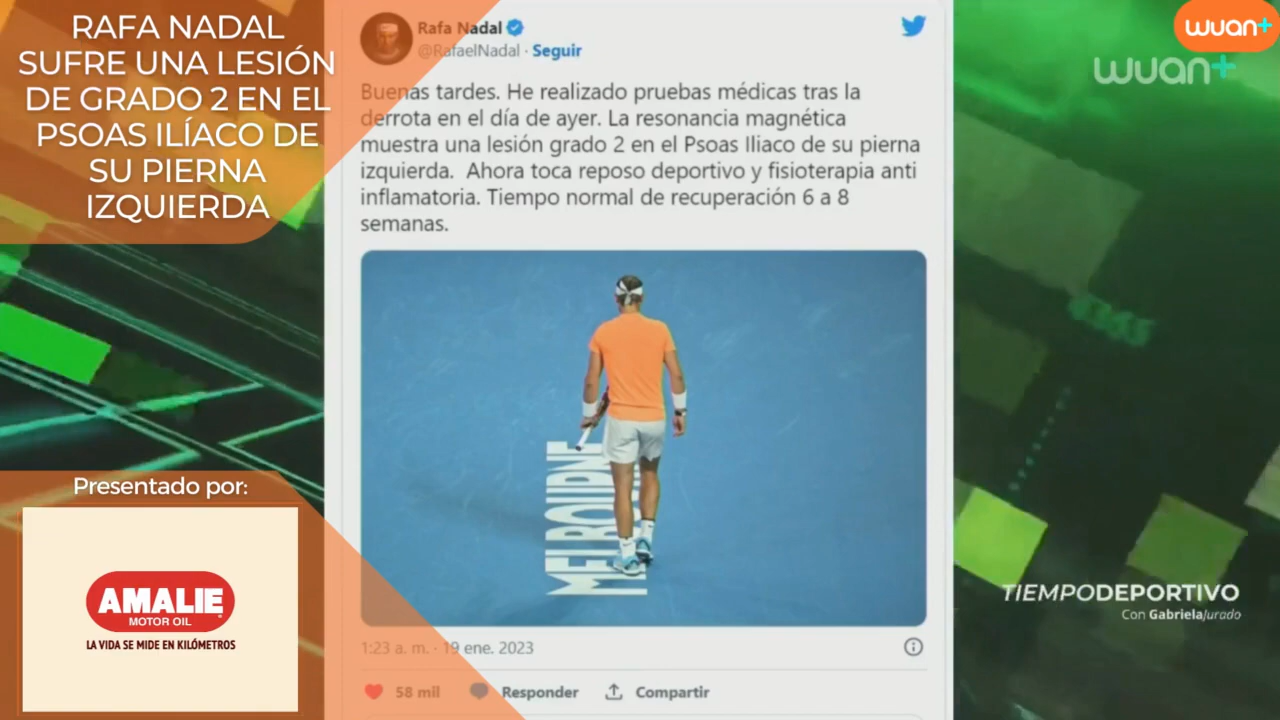 RAFA NADAL
SUFRE UNA LESIÓN
DE GRADO 2 EN EL
PSOAS ILÍACO DE
SU PIERNA
IZQUIERDA
Presentado por:
AMALIE
MOTOR OIL
LA VIDA SE MIDE EN KILÓMETROS
Rafa Nadal
@RafaelNadal · Seguir
Buenas tardes. He realizado pruebas médicas tras la
derrota en el día de ayer. La resonancia magnética
muestra una lesión grado 2 en el Psoas Iliaco de su pierna
izquierda. Ahora toca reposo deportivo y fisioterapia anti
inflamatoria. Tiempo normal de recuperación 6 a 8
semanas.
MELBOURNE
1:23 a. m. · 19 ene. 2023
58 mil
Responder
Compartir
wuan+
wuan+
TIEMPODEPORTIVO
Con GabrielaJurado